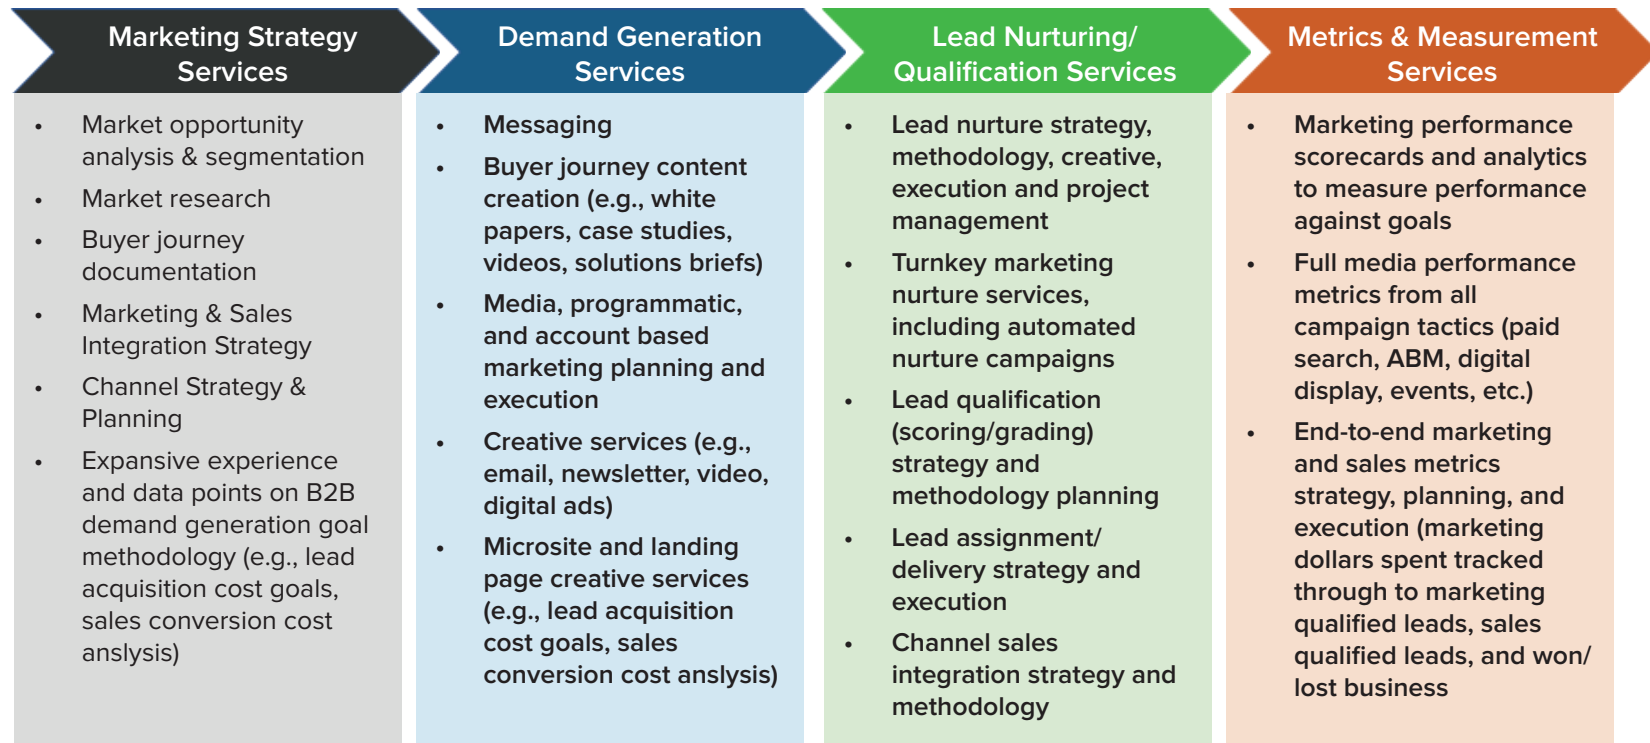 Marketing Strategy
Services
• Market opportunity
analysis & segmentation
• Market research
• Buyer journey
documentation
• Marketing & Sales
Integration Strategy
• Channel Strategy &
Planning
• Expansive experience
and data points on B2B
demand generation goal
methodology (e.g., lead
acquisition cost goals,
sales conversion cost
anslysis)
Demand Generation
Services
• Messaging
• Buyer journey content
creation (e.g., white
papers, case studies,
videos, solutions briefs)
• Media, programmatic,
and account based
marketing planning and
execution
• Creative services (e.g.,
email, newsletter, video,
digital ads)
• Microsite and landing
page creative services
(e.g., lead acquisition
cost goals, sales
conversion cost anslysis)
Lead Nurturing/
Qualification Services
• Lead nurture strategy,
methodology, creative,
execution and project
management
• Turnkey marketing
nurture services,
including automated
nurture campaigns
• Lead qualification
(scoring/grading)
strategy and
methodology planning
• Lead assignment/
delivery strategy and
execution
• Channel sales
integration strategy and
methodology
Metrics & Measurement
Services
• Marketing performance
scorecards and analytics
to measure performance
against goals
• Full media performance
metrics from all
campaign tactics (paid
search, ABM, digital
display, events, etc.)
• End-to-end marketing
and sales metrics
strategy, planning, and
execution (marketing
dollars spent tracked
through to marketing
qualified leads, sales
qualified leads, and won/
lost business